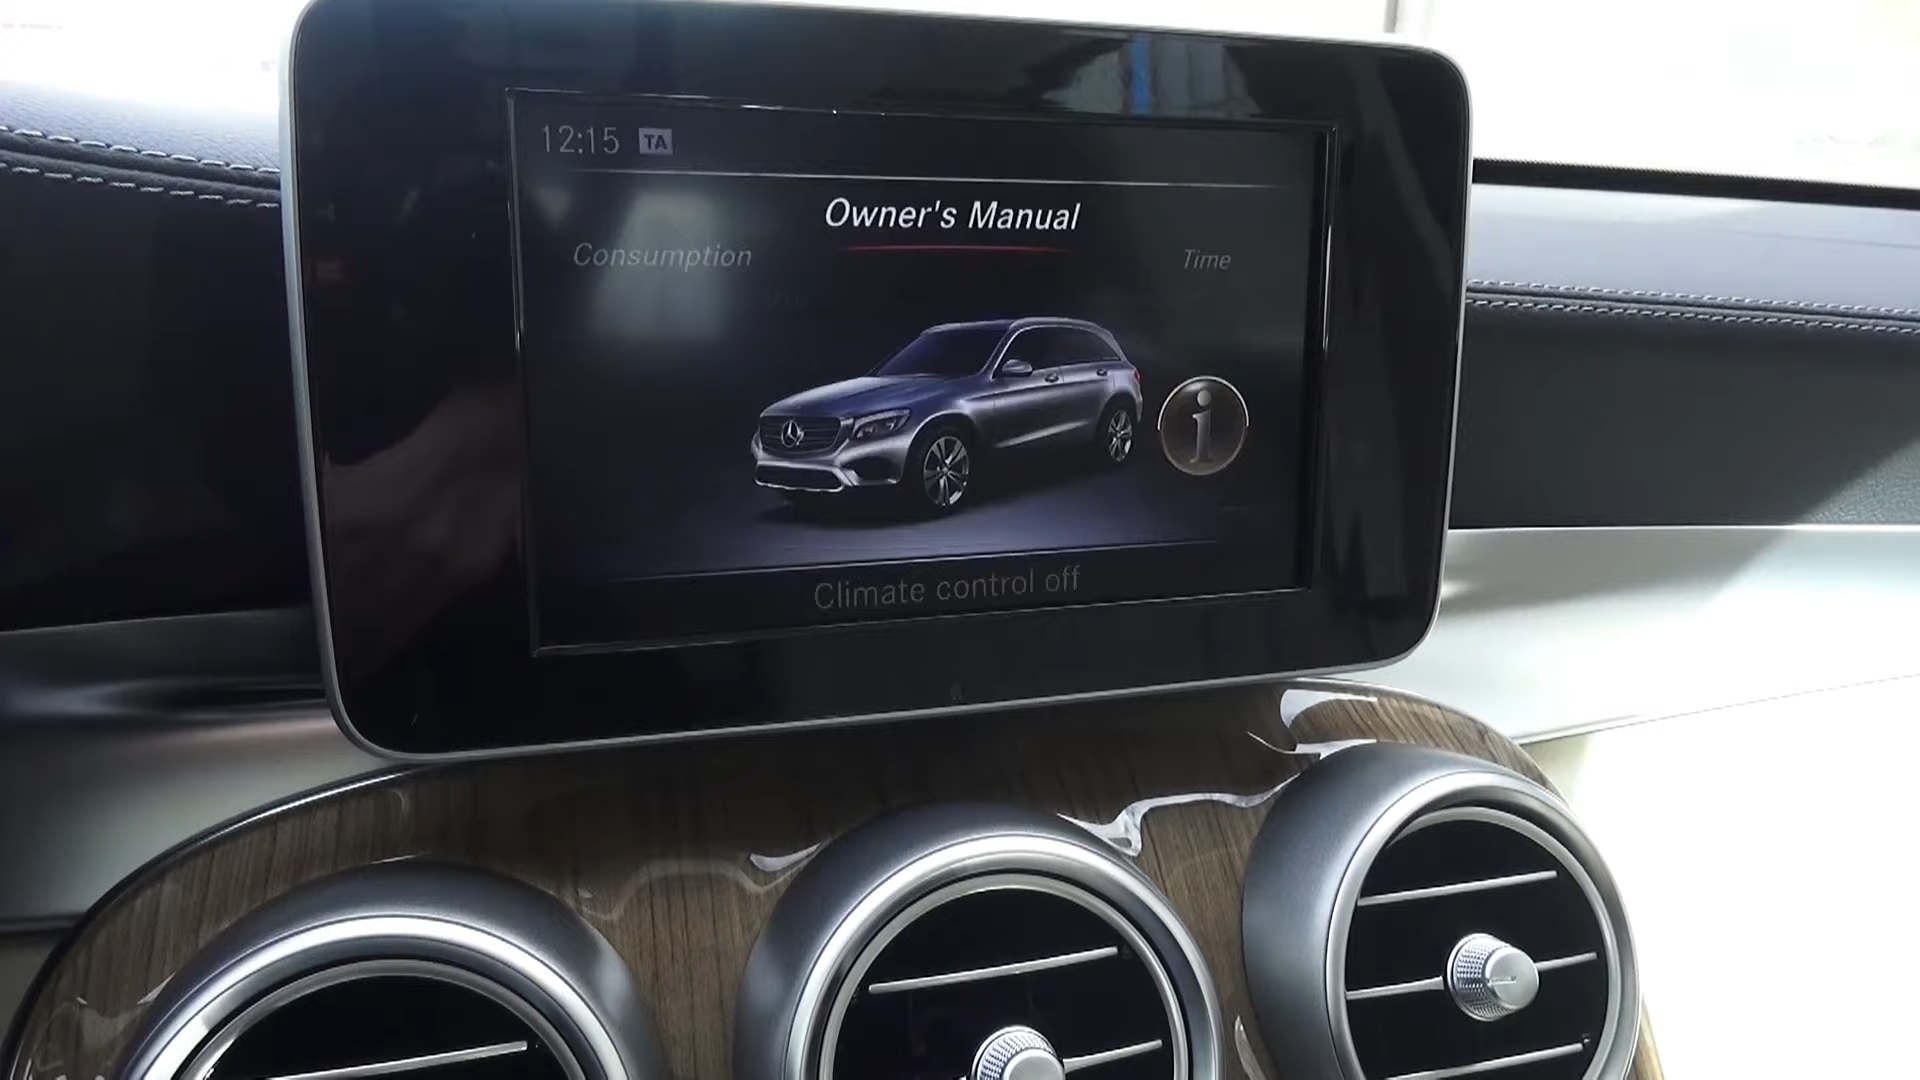 12:15 TA
Owner's Manual
Consumption
Time
i
Climate control off